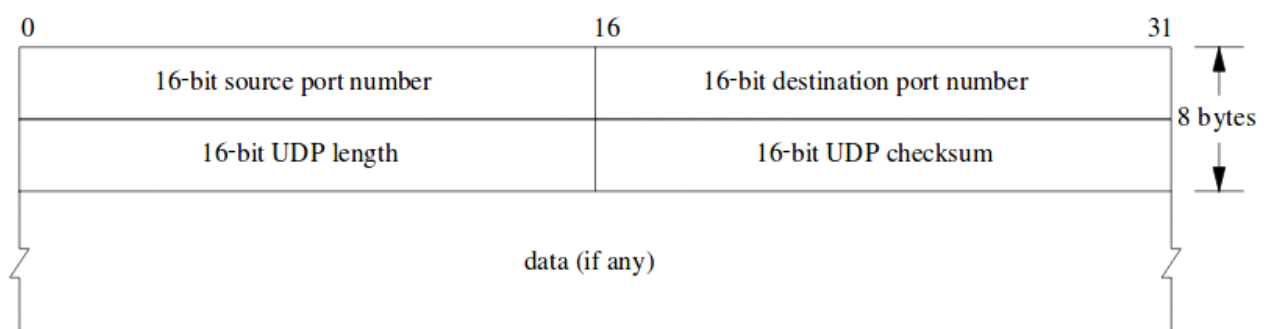 0 16 31
16-bit source port number 16-bit destination port number
8 bytes
16-bit UDP length 16-bit UDP checksum
data (if any)